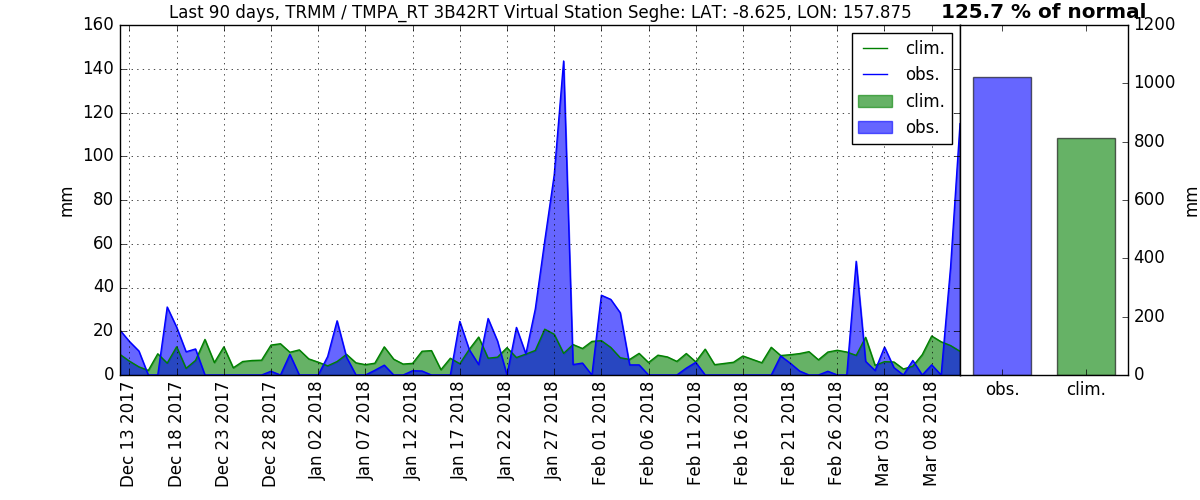 Last 90 days, TRMM / TMPA_RT 3B42RT Virtual Station Seghe: LAT: -8.625, LON: 157.875
125.7 % of normal
160
140
120
100
80
60
40
20
0
mm
clim.
obs.
clim.
obs.
Dec 13 2017
Dec 18 2017
Dec 23 2017
Dec 28 2017
Jan 02 2018
Jan 07 2018
Jan 12 2018
Jan 17 2018
Jan 22 2018
Jan 27 2018
Feb 01 2018
Feb 06 2018
Feb 11 2018
Feb 16 2018
Feb 21 2018
Feb 26 2018
Mar 03 2018
Mar 08 2018
1200
1000
800
600
400
200
0
mm
obs.
clim.